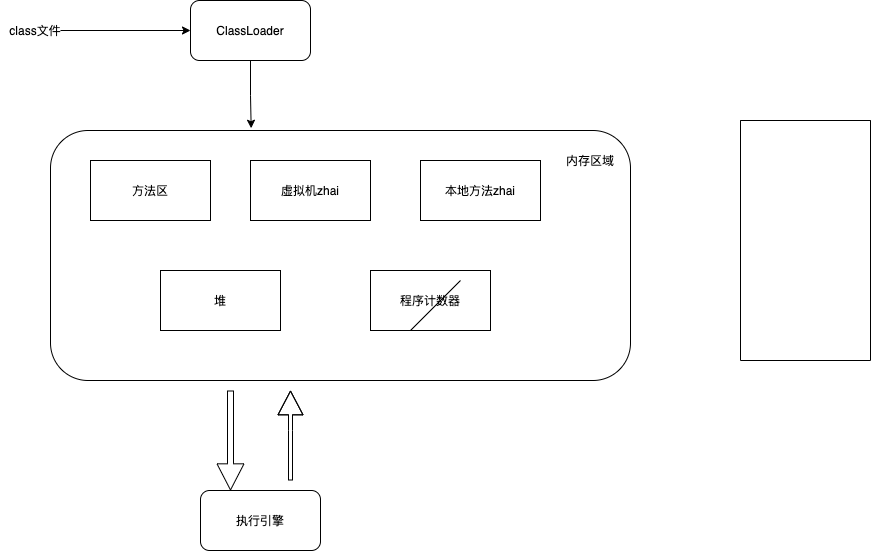 class文件
ClassLoader
内存区域
方法区
虚拟机zhai
本地方法zhai
堆
程序计数器
执行引擎